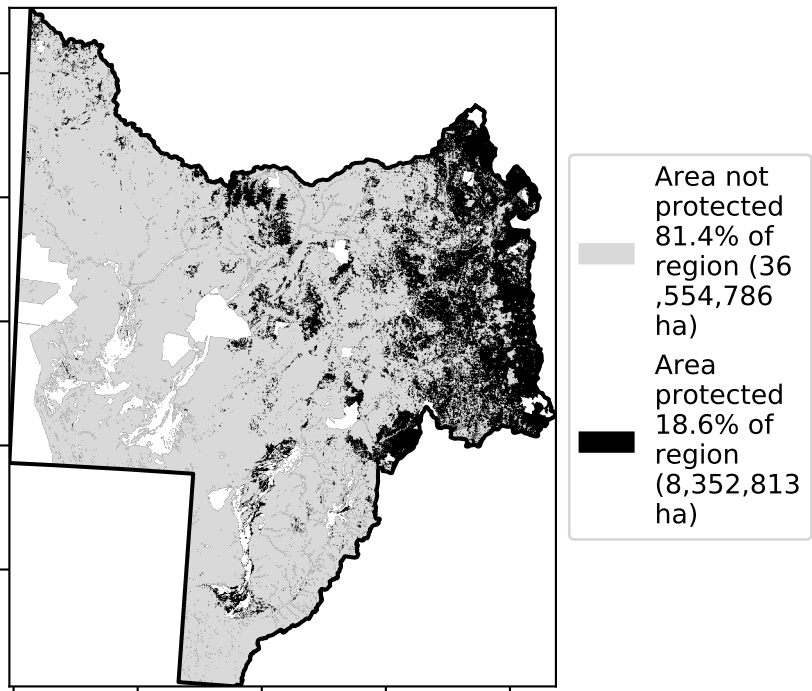 Area not
protected
81.4% of
region (36
,554,786
ha)
Area
protected
18.6% of
region
(8,352,813
ha)